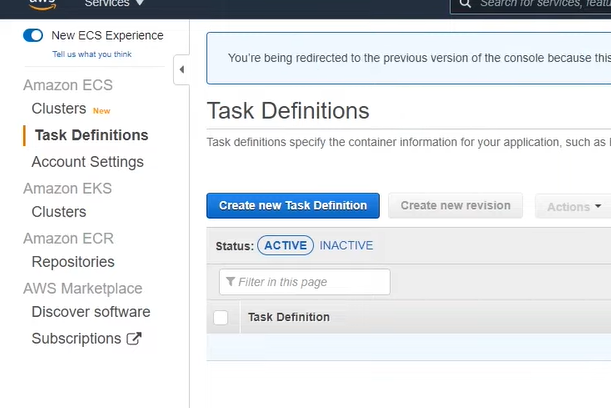 aws
Services
Search for services, featu
New ECS Experience
Tell us what you think
You're being redirected to the previous version of the console because this
Amazon ECS
Clusters New
Task Definitions
Account Settings
Amazon EKS
Clusters
Amazon ECR
Repositories
AWS Marketplace
Discover software
Subscriptions
Task Definitions
Task definitions specify the container information for your application, such as
Create new Task Definition
Create new revision
Actions
Status: ACTIVE INACTIVE
Filter in this page
Task Definition